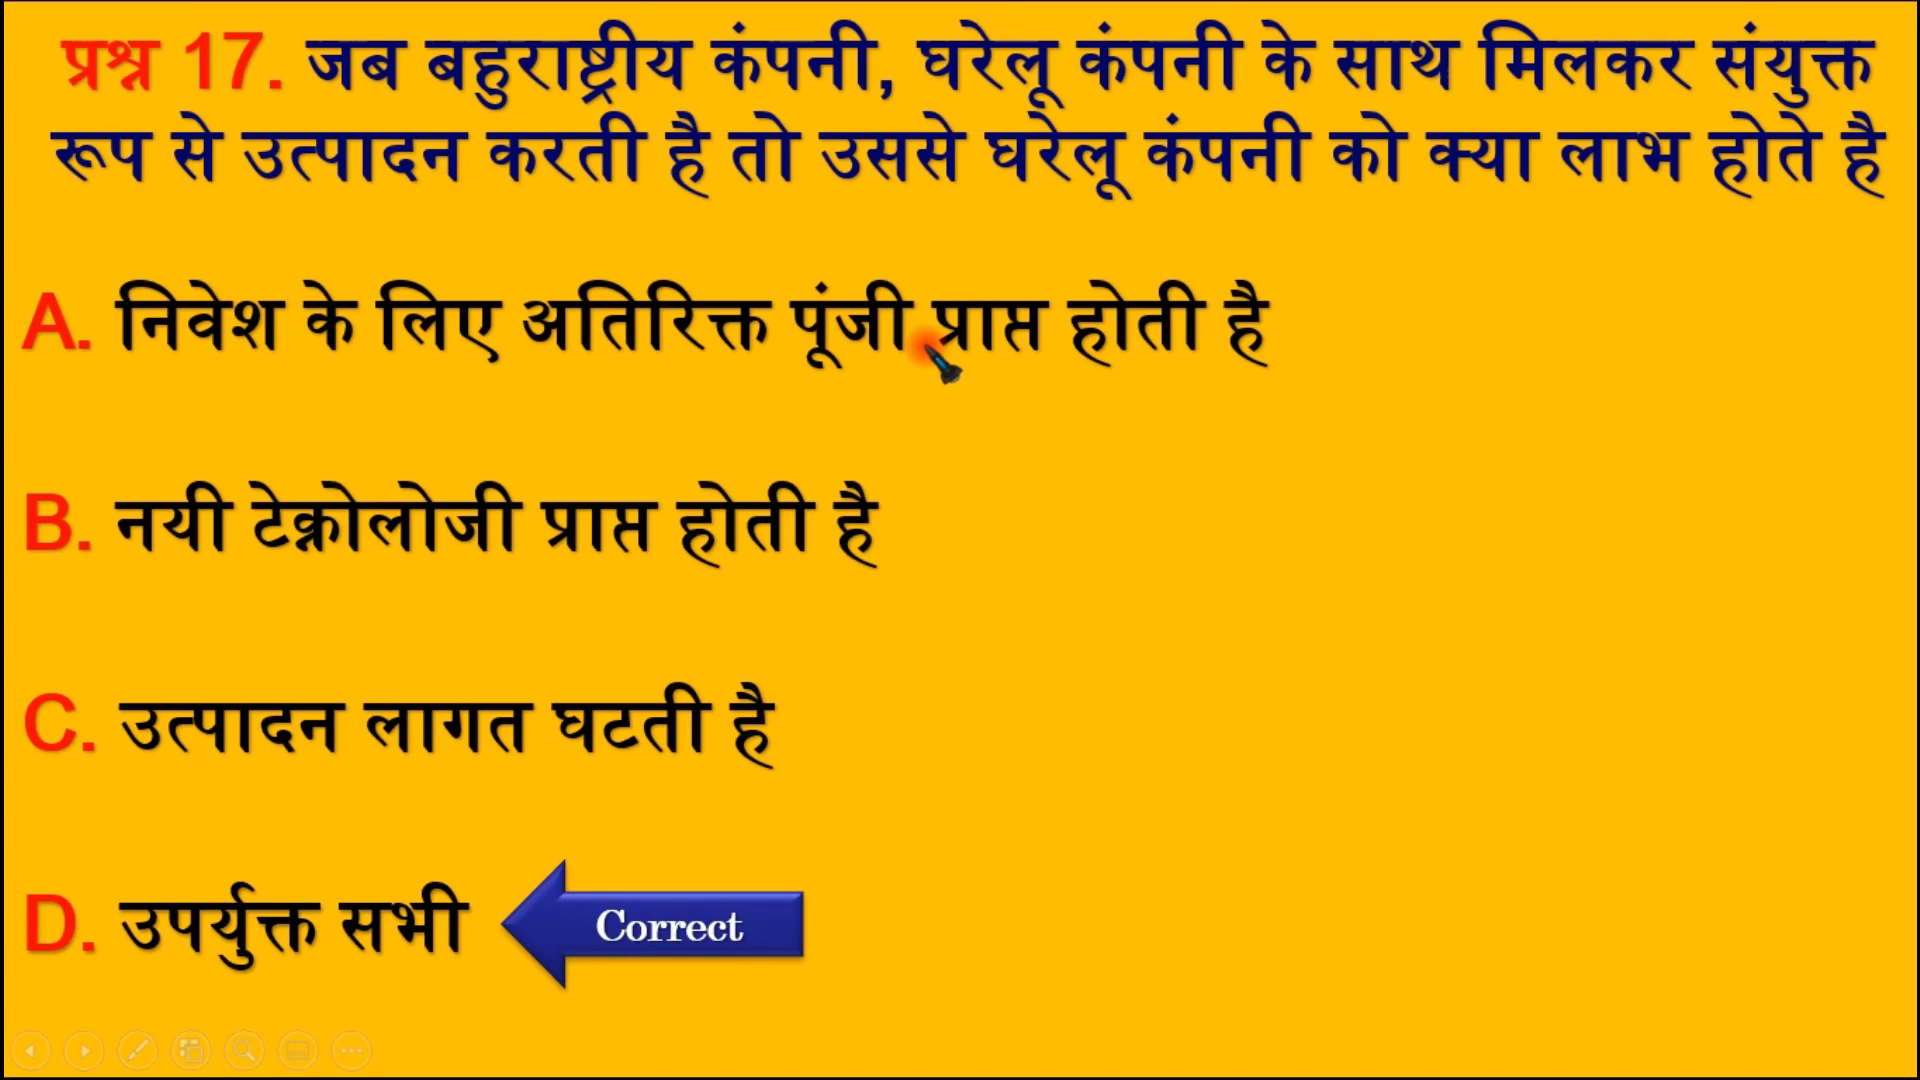 प्रश्न 17. जब बहुराष्ट्रीय कंपनी, घरेलू कंपनी के साथ मिलकर संयुक्त
रूप से उत्पादन करती है तो उससे घरेलू कंपनी को क्या लाभ होते है
A. निवेश के लिए अतिरिक्त पूंजी प्राप्त होती है
B. नयी टेक्नोलोजी प्राप्त होती है
C. उत्पादन लागत घटती है
D. उपर्युक्त सभी
Correct